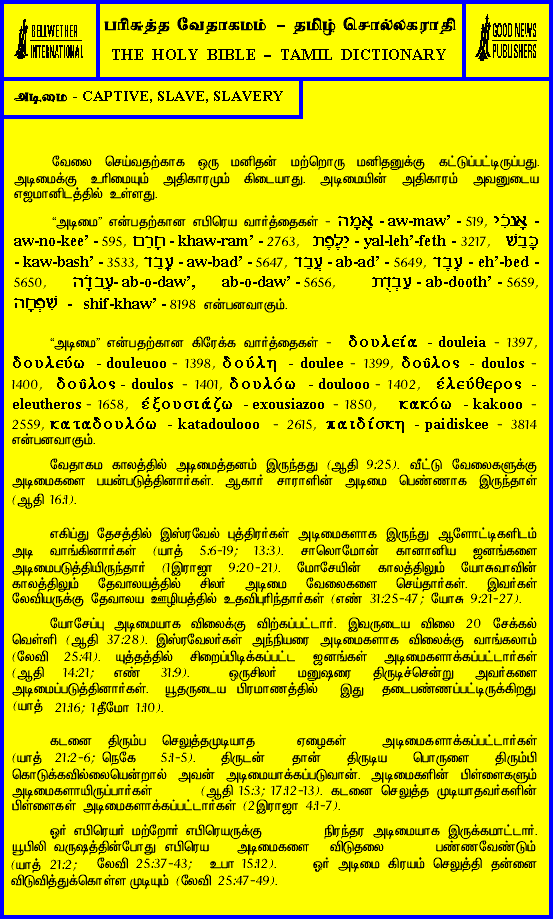 BELLWETHER
INTERNATIONAL
பரிசுத்த வேதாகமம் – தமிழ் சொல்லகராதி
THE HOLY BIBLE – TAMIL DICTIONARY
GOOD NEWS
PUBLISHERS
அடிமை - CAPTIVE, SLAVE, SLAVERY
வேலை செய்வதற்காக ஒரு மனிதன் மற்றொரு மனிதனுக்கு கட்டுப்பட்டிருப்பது.
அடிமைக்கு உரிமையும் அதிகாரமும் கிடையாது. அடிமையின் அதிகாரம் அவனுடைய
எஜமானிடத்தில் உள்ளது.
“அடிமை” என்பதற்கான எபிரெய வார்த்தைகள் - אָמָה - aw-maw’ - 519, אָנֹכִי -
aw-no-kee’ - 595, חָרַם - khaw-ram’ - 2763, יַלֶּפֶת - yal-leh’-feth - 3217, כָּבַשׁ
- kaw-bash’ - 3533, עָבַד - aw-bad’ - 5647, עֲבַד - ab-ad’ - 5649, עֶבֶד - eh’-bed -
5650, עֲבֹדָה - ab-o-daw’, ab-o-daw’ - 5656, עַבְדֻת - ab-dooth’ - 5659,
שִׁפְחָה - shif-khaw’ - 8198 என்பனவாகும்.
“அடிமை” என்பதற்கான கிரேக்க வார்த்தைகள் - δουλεία - douleia - 1397,
δουλεύω - douleuoo - 1398, δούλη - doulee - 1399, δοῦλος - doulos -
1400, δοῦλος - doulos - 1401, δουλόω - doulooo - 1402, ἐλεύθερος -
eleutheros - 1658, ἐξουσιάζω - exousiazoo - 1850, κακόω - kakooo -
2559, καταδουλόω - katadoulooo - 2615, παιδίσκη - paidiskee - 3814
என்பனவாகும்.
வேதாகம காலத்தில் அடிமைத்தனம் இருந்தது (ஆதி 9:25). வீட்டு வேலைகளுக்கு
அடிமைகளை பயன்படுத்தினார்கள். ஆகார் சாராளின் அடிமை பெண்ணாக இருந்தாள்
(ஆதி 16:1).
எகிப்து தேசத்தில் இஸ்ரவேல் புத்திரர்கள் அடிமைகளாக இருந்து ஆளோட்டிகளிடம்
அடி வாங்கினார்கள் (யாத் 5:6-19; 13:3). சாலொமோன் கானானிய ஜனங்களை
அடிமைபடுத்தியிருந்தார் (1இராஜா 9:20-21). மோசேயின் காலத்திலும் யோசுவாவின்
காலத்திலும் தேவாலயத்தில் சிலர் அடிமை வேலைகளை செய்தார்கள். இவர்கள்
லேவியருக்கு தேவாலய ஊழியத்தில் உதவிபுரிந்தார்கள் (எண் 31:25-47; யோசு 9:21-27).
யோசேப்பு அடிமையாக விலைக்கு விற்கப்பட்டார். இவருடைய விலை 20 சேக்கல்
வெள்ளி (ஆதி 37:28). இஸ்ரவேலர்கள் அந்நியரை அடிமைகளாக விலைக்கு வாங்கலாம்
(லேவி 25:41). யுத்தத்தில் சிறைப்பிடிக்கப்பட்ட ஜனங்கள் அடிமைகளாக்கப்பட்டார்கள்
(ஆதி 14:21; எண் 31:9). ஒருசிலர் மனுஷரை திருடிச்சென்று அவர்களை
அடிமைப்படுத்தினார்கள். யூதருடைய பிரமாணத்தில் இது தடைபண்ணப்பட்டிருக்கிறது
(யாத் 21:16; 1தீமோ 1:10).
கடனை திரும்ப செலுத்தமுடியாத ஏழைகள் அடிமைகளாக்கப்பட்டார்கள்
(யாத் 21:2-6; நெகே 5:1-5). திருடன் தான் திருடிய பொருளை திரும்பி
கொடுக்கவில்லையென்றால் அவன் அடிமையாக்கப்படுவான். அடிமைகளின் பிள்ளைகளும்
அடிமைகளாயிருப்பார்கள் (ஆதி 15:3; 17:12-13). கடனை செலுத்த முடியாதவர்களின்
பிள்ளைகள் அடிமைகளாக்கப்பட்டார்கள் (2இராஜா 4:1-7).
ஓர் எபிரெயர் மற்றோர் எபிரெயருக்கு நிரந்தர அடிமையாக இருக்கமாட்டார்.
யூபிலி வருஷத்தின்போது எபிரெய அடிமைகளை விடுதலை பண்ணவேண்டும்
(யாத் 21:2; லேவி 25:37-43; உபா 15:12). ஓர் அடிமை கிரயம் செலுத்தி தன்னை
விடுவித்துக்கொள்ள முடியும் (லேவி 25:47-49).